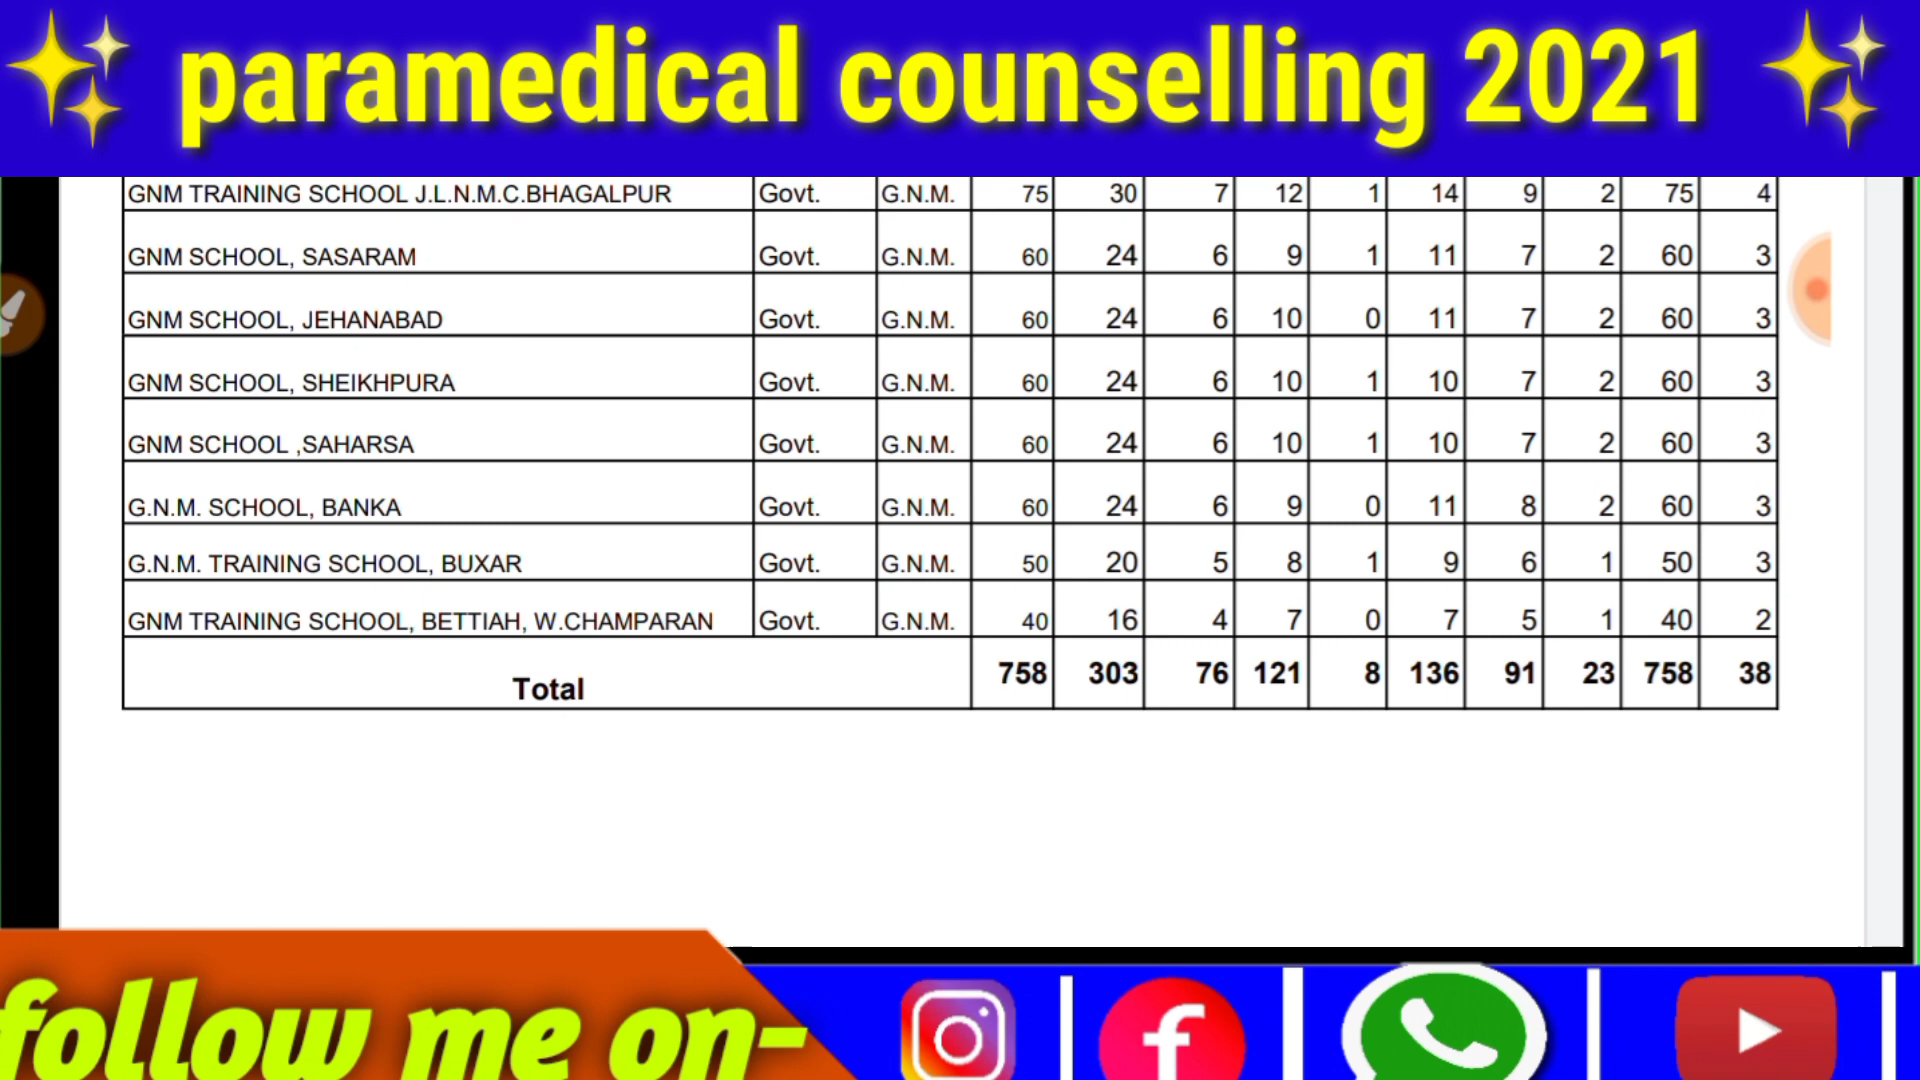 paramedical counselling 2021
GNM TRAINING SCHOOL J.L.N.M.C.BHAGALPUR Govt. G.N.M. 75 30 7 12 1 14 9 2 75 4
GNM SCHOOL, SASARAM Govt. G.N.M. 60 24 6 9 1 11 7 2 60 3
GNM SCHOOL, JEHANABAD Govt. G.N.M. 60 24 6 10 0 11 7 2 60 3
GNM SCHOOL, SHEIKHPURA Govt. G.N.M. 60 24 6 10 1 10 7 2 60 3
GNM SCHOOL ,SAHARSA Govt. G.N.M. 60 24 6 10 1 10 7 2 60 3
G.N.M. SCHOOL, BANKA Govt. G.N.M. 60 24 6 9 0 11 8 2 60 3
G.N.M. TRAINING SCHOOL, BUXAR Govt. G.N.M. 50 20 5 8 1 9 6 1 50 3
GNM TRAINING SCHOOL, BETTIAH, W.CHAMPARAN Govt. G.N.M. 40 16 4 7 0 7 5 1 40 2
Total 758 303 76 121 8 136 91 23 758 38
follow me on-